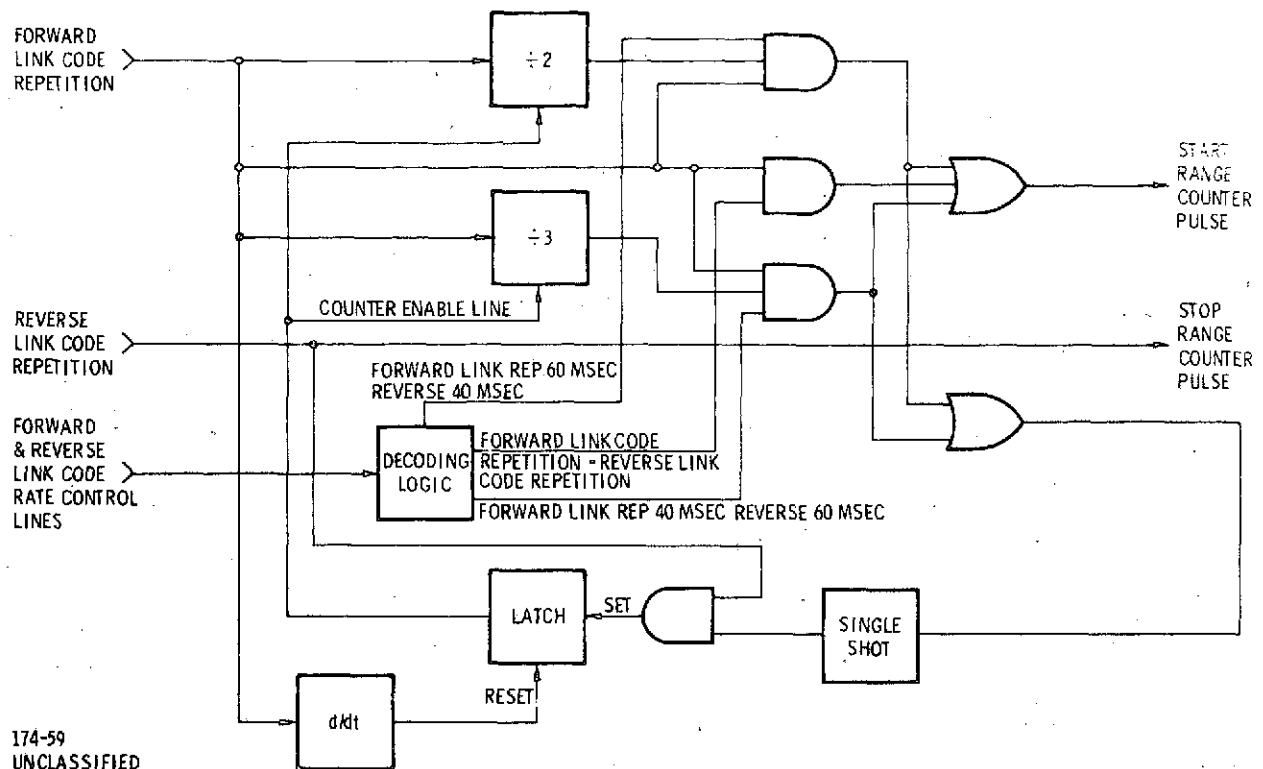 FORWARD
LINK CODE
REPETITION
÷2
START
RANGE
COUNTER
PULSE
÷3
COUNTER ENABLE LINE
REVERSE
LINK CODE
REPETITION
STOP
RANGE
COUNTER
PULSE
FORWARD LINK REP 60 MSEC
REVERSE 40 MSEC
FORWARD
& REVERSE
LINK CODE
RATE CONTROL
LINES
DECODING
LOGIC
FORWARD LINK CODE
REPETITION = REVERSE LINK
CODE REPETITION
FORWARD LINK REP 40 MSEC REVERSE 60 MSEC
LATCH
SET
SINGLE
SHOT
RESET
d/dt
174-59
UNCLASSIFIED